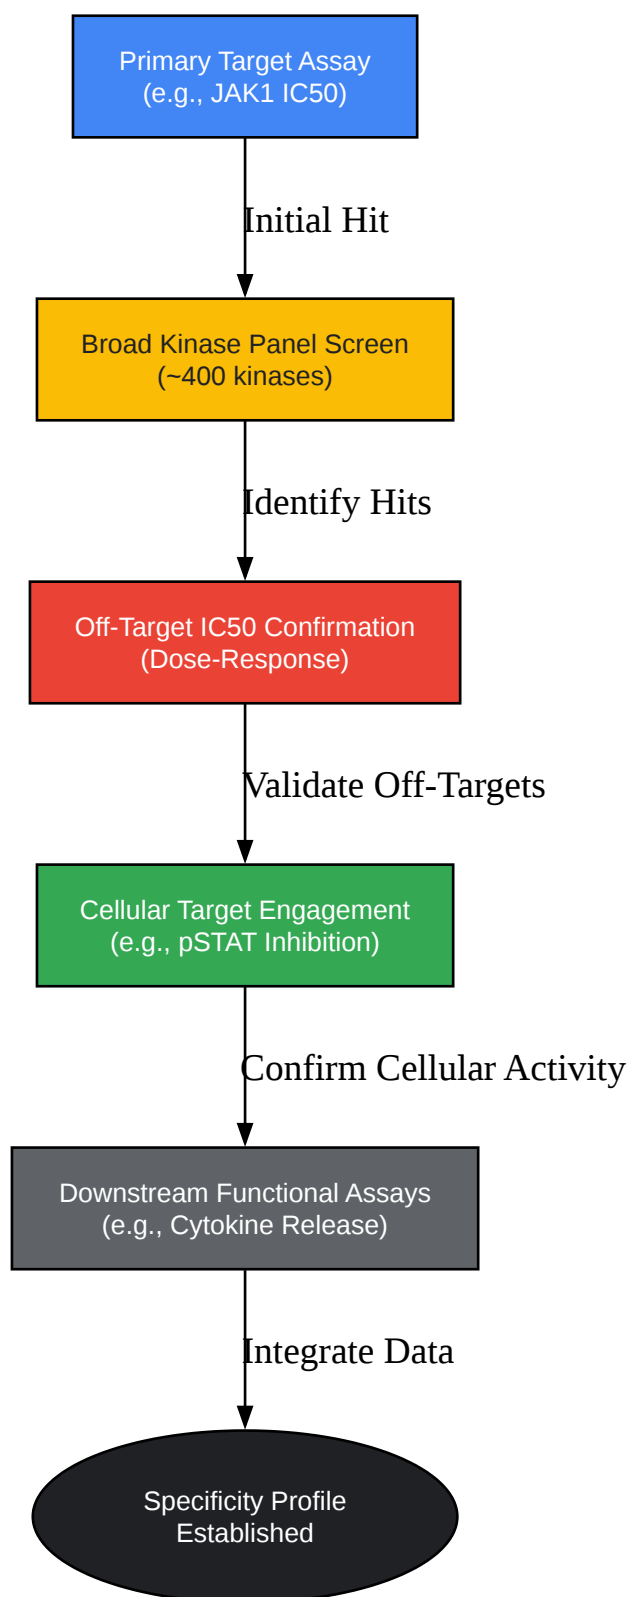 Primary Target Assay
(e.g., JAK1 IC50)
Initial Hit
Broad Kinase Panel Screen
(~400 kinases)
Identify Hits
Off-Target IC50 Confirmation
(Dose-Response)
Validate Off-Targets
Cellular Target Engagement
(e.g., pSTAT Inhibition)
Confirm Cellular Activity
Downstream Functional Assays
(e.g., Cytokine Release)
Integrate Data
Specificity Profile
Established